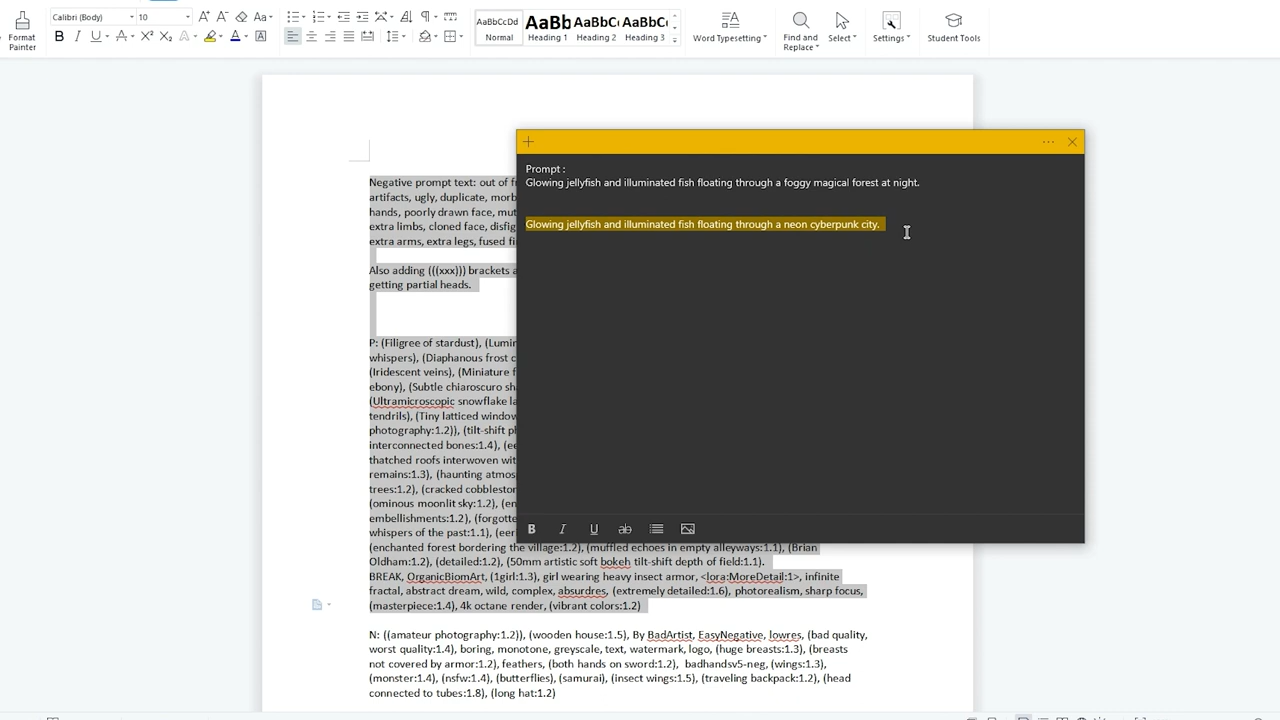 Calibri (Body) 10
Aa
AaBbCcDd AaBb AaBbC AaBbC
Normal Heading 1 Heading 2 Heading 3
Word Typesetting
Find and
Replace
Select
Settings
Student Tools
Format
Painter
Prompt :
Glowing jellyfish and illuminated fish floating through a foggy magical forest at night.
Glowing jellyfish and illuminated fish floating through a neon cyberpunk city.
Negative prompt text: out of
artifacts, ugly, duplicate,
hands, poorly drawn face,
extra limbs, cloned face,
extra arms, extra legs, fused
Also adding (((xxx))) brackets
getting partial heads.
P: (Filigree of stardust),
whispers), (Diaphanous frost
(Iridescent veins), (Miniature
ebony), (Subtle chiaroscuro
(Ultramicroscopic snowflake
tendrils), (Tiny latticed
photography:1.2)), (tilt-shift
interconnected bones:1.4),
thatched roofs interwoven
remains:1.3), (haunting
trees:1.2), (cracked
(ominous moonlit sky:1.2),
embellishments:1.2),
whispers of the past:1.1),
(enchanted forest bordering the village:1.2), (muffled echoes in empty alleyways:1.1), (Brian
Oldham:1.2), (detailed:1.2), (50mm artistic soft bokeh tilt-shift depth of field:1.1).
BREAK, OrganicBiomArt, (1girl:1.3), girl wearing heavy insect armor, <lora:MoreDetail:1>, infinite
fractal, abstract dream, wild, complex, absurdres, (extremely detailed:1.6), photorealism, sharp focus,
(masterpiece:1.4), 4k octane render, (vibrant colors:1.2)
N: ((amateur photography:1.2)), (wooden house:1.5), By BadArtist, EasyNegative, lowres, (bad quality,
worst quality:1.4), boring, monotone, greyscale, text, watermark, logo, (huge breasts:1.3), (breasts
not covered by armor:1.2), feathers, (both hands on sword:1.2), badhandsv5-neg, (wings:1.3),
(monster:1.4), (nsfw:1.4), (butterflies), (samurai), (insect wings:1.5), (traveling backpack:1.2), (head
connected to tubes:1.8), (long hat:1.2)